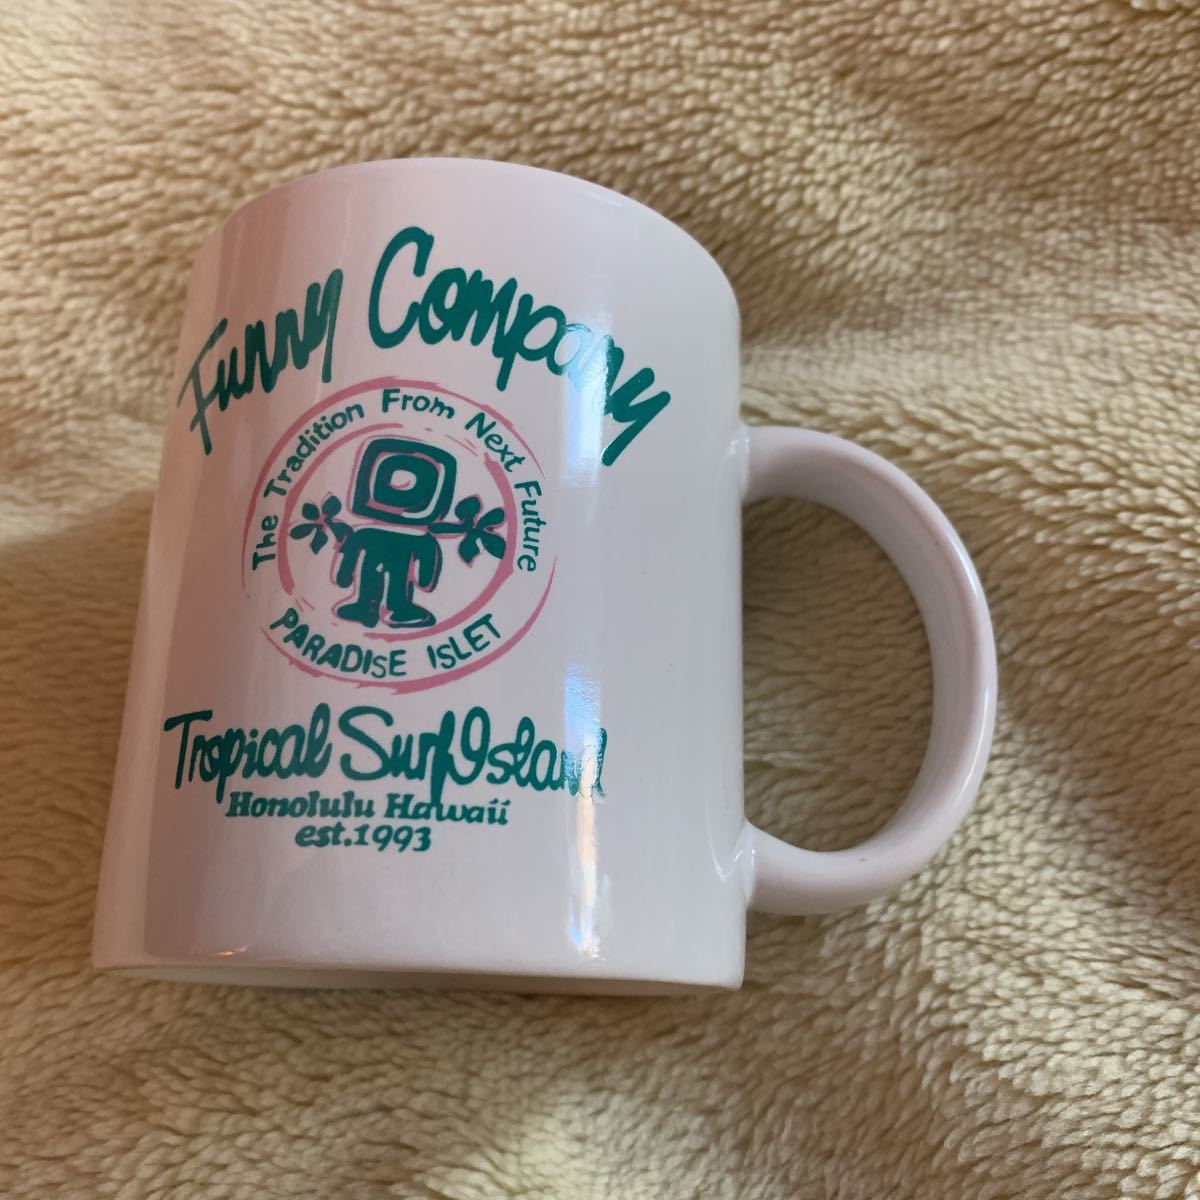 Funny Company
The Tradition From Next Future
PARADISE ISLET
Tropical Surf Island
Honolulu Hawaii
est.1993